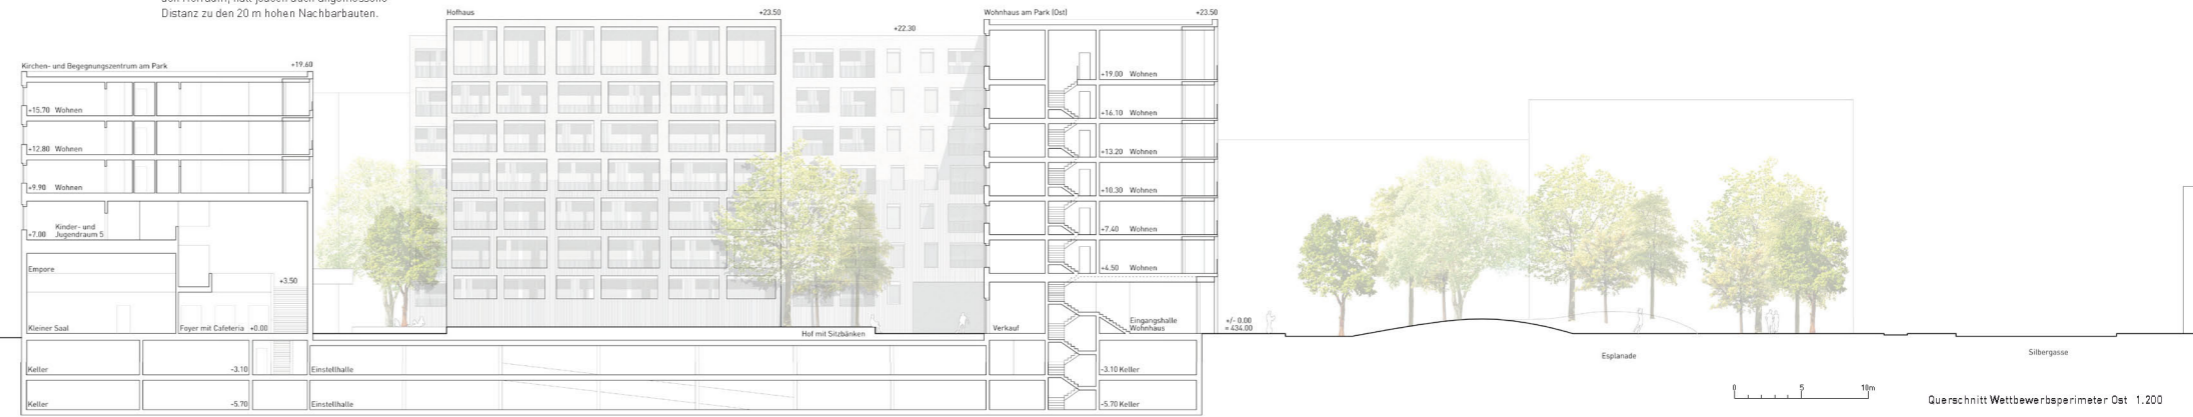 Distanz zu den 20 m hohen Nachbarbauten.
Hofhaus +23.50
Wohnhaus am Park (Ost) +23.50
+22.30
Kirchen- und Begegnungszentrum am Park +19.60
+15.70 Wohnen
+12.80 Wohnen
+9.90 Wohnen
+7.00 Kinder- und
Jugendraum 5
Empore
+3.50
Kleiner Saal
Foyer mit Cafeteria +0.00
Keller -3.10
Einstellhalle
Keller -5.70
Einstellhalle
Hof mit Sitzbänken
+19.00 Wohnen
+16.10 Wohnen
+13.20 Wohnen
+10.30 Wohnen
+7.40 Wohnen
+4.50 Wohnen
Verkauf
Eingangshalle
Wohnhaus
+/- 0.00
= 434.00
-3.10 Keller
-5.70 Keller
Esplanade
Silbergasse
0 5 10m
Querschnitt Wettbewerbsperimeter Ost 1.200